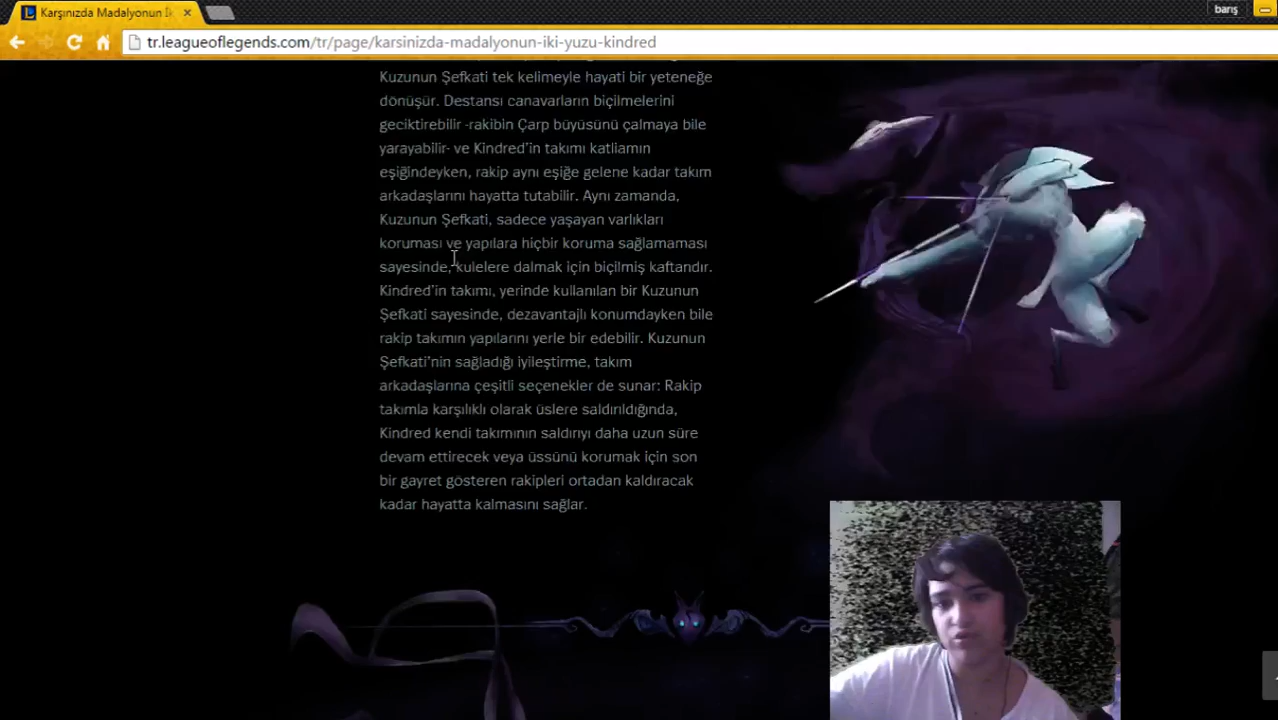 Karşınızda Madalyonun İk
barış
tr.leagueoflegends.com/tr/page/karsinizda-madalyonun-iki-yuzu-kindred
Kuzunun Şefkati tek kelimeyle hayati bir yeteneğe
dönüşür. Destansı canavarların biçilmelerini
geciktirebilir -rakibin Çarp büyüsünü çalmaya bile
yarayabilir- ve Kindred'in takımı katliamın
eşiğindeyken, rakip aynı eşiğe gelene kadar takım
arkadaşlarını hayatta tutabilir. Aynı zamanda,
Kuzunun Şefkati, sadece yaşayan varlıkları
koruması ve yapılara hiçbir koruma sağlamaması
sayesinde, kulelere dalmak için biçilmiş kaftandır.
Kindred'in takımı, yerinde kullanılan bir Kuzunun
Şefkati sayesinde, dezavantajlı konumdayken bile
rakip takımın yapılarını yerle bir edebilir. Kuzunun
Şefkati'nin sağladığı iyileştirme, takım
arkadaşlarına çeşitli seçenekler de sunar: Rakip
takımla karşılıklı olarak üslere saldırıldığında,
Kindred kendi takımının saldırıyı daha uzun süre
devam ettirecek veya üssünü korumak için son
bir gayret gösteren rakipleri ortadan kaldıracak
kadar hayatta kalmasını sağlar.